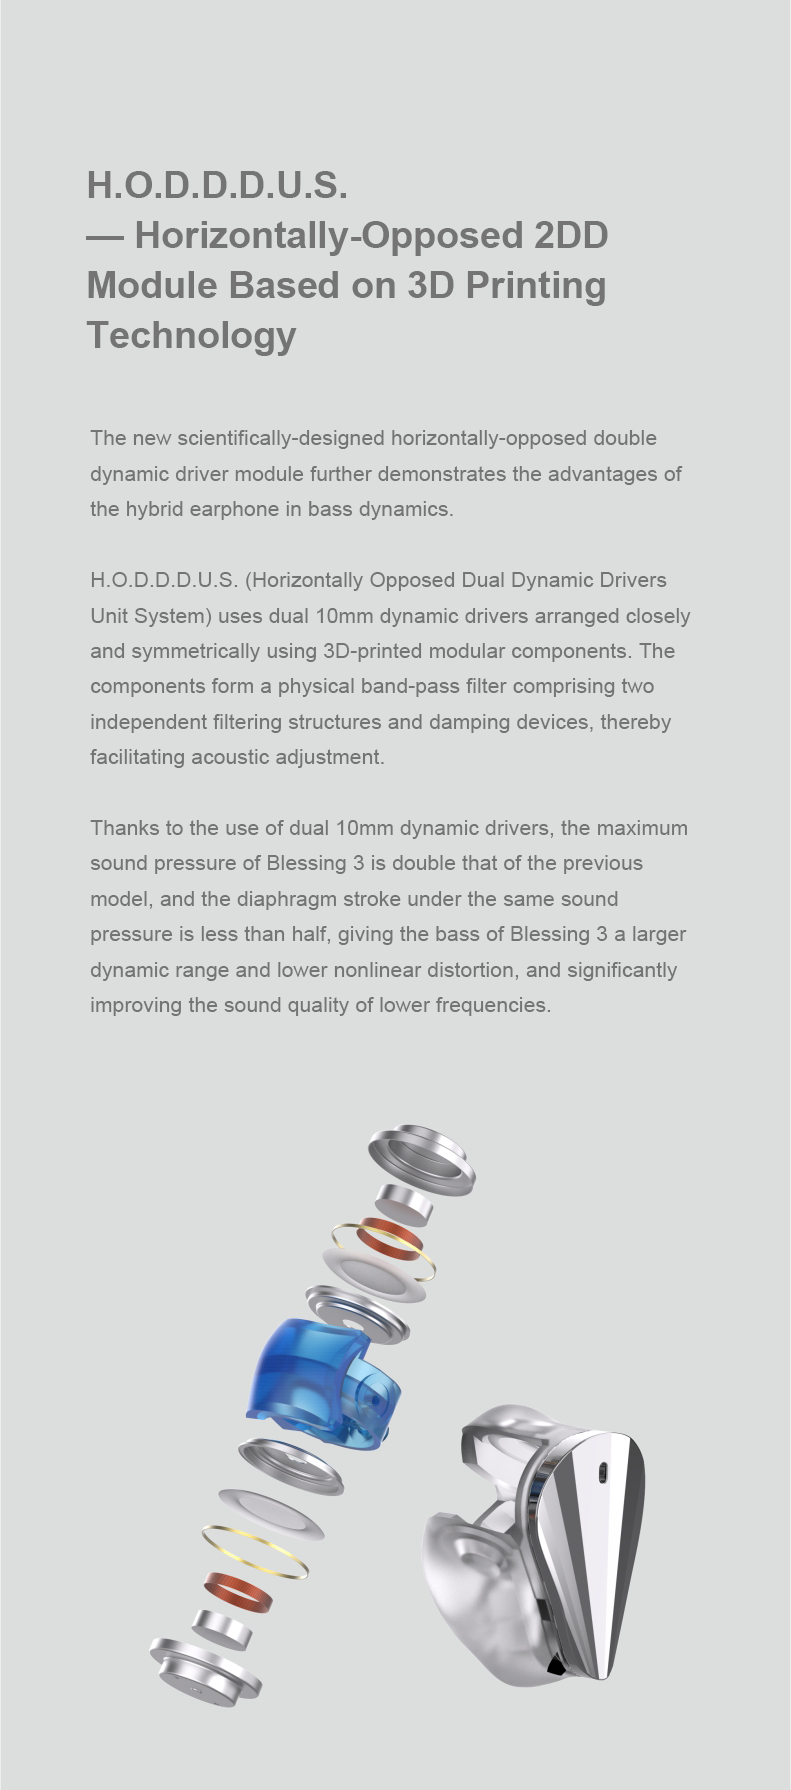 H.O.D.D.D.U.S.
— Horizontally-Opposed 2DD
Module Based on 3D Printing
Technology
The new scientifically-designed horizontally-opposed double
dynamic driver module further demonstrates the advantages of
the hybrid earphone in bass dynamics.
H.O.D.D.D.U.S. (Horizontally Opposed Dual Dynamic Drivers
Unit System) uses dual 10mm dynamic drivers arranged closely
and symmetrically using 3D-printed modular components. The
components form a physical band-pass filter comprising two
independent filtering structures and damping devices, thereby
facilitating acoustic adjustment.
Thanks to the use of dual 10mm dynamic drivers, the maximum
sound pressure of Blessing 3 is double that of the previous
model, and the diaphragm stroke under the same sound
pressure is less than half, giving the bass of Blessing 3 a larger
dynamic range and lower nonlinear distortion, and significantly
improving the sound quality of lower frequencies.